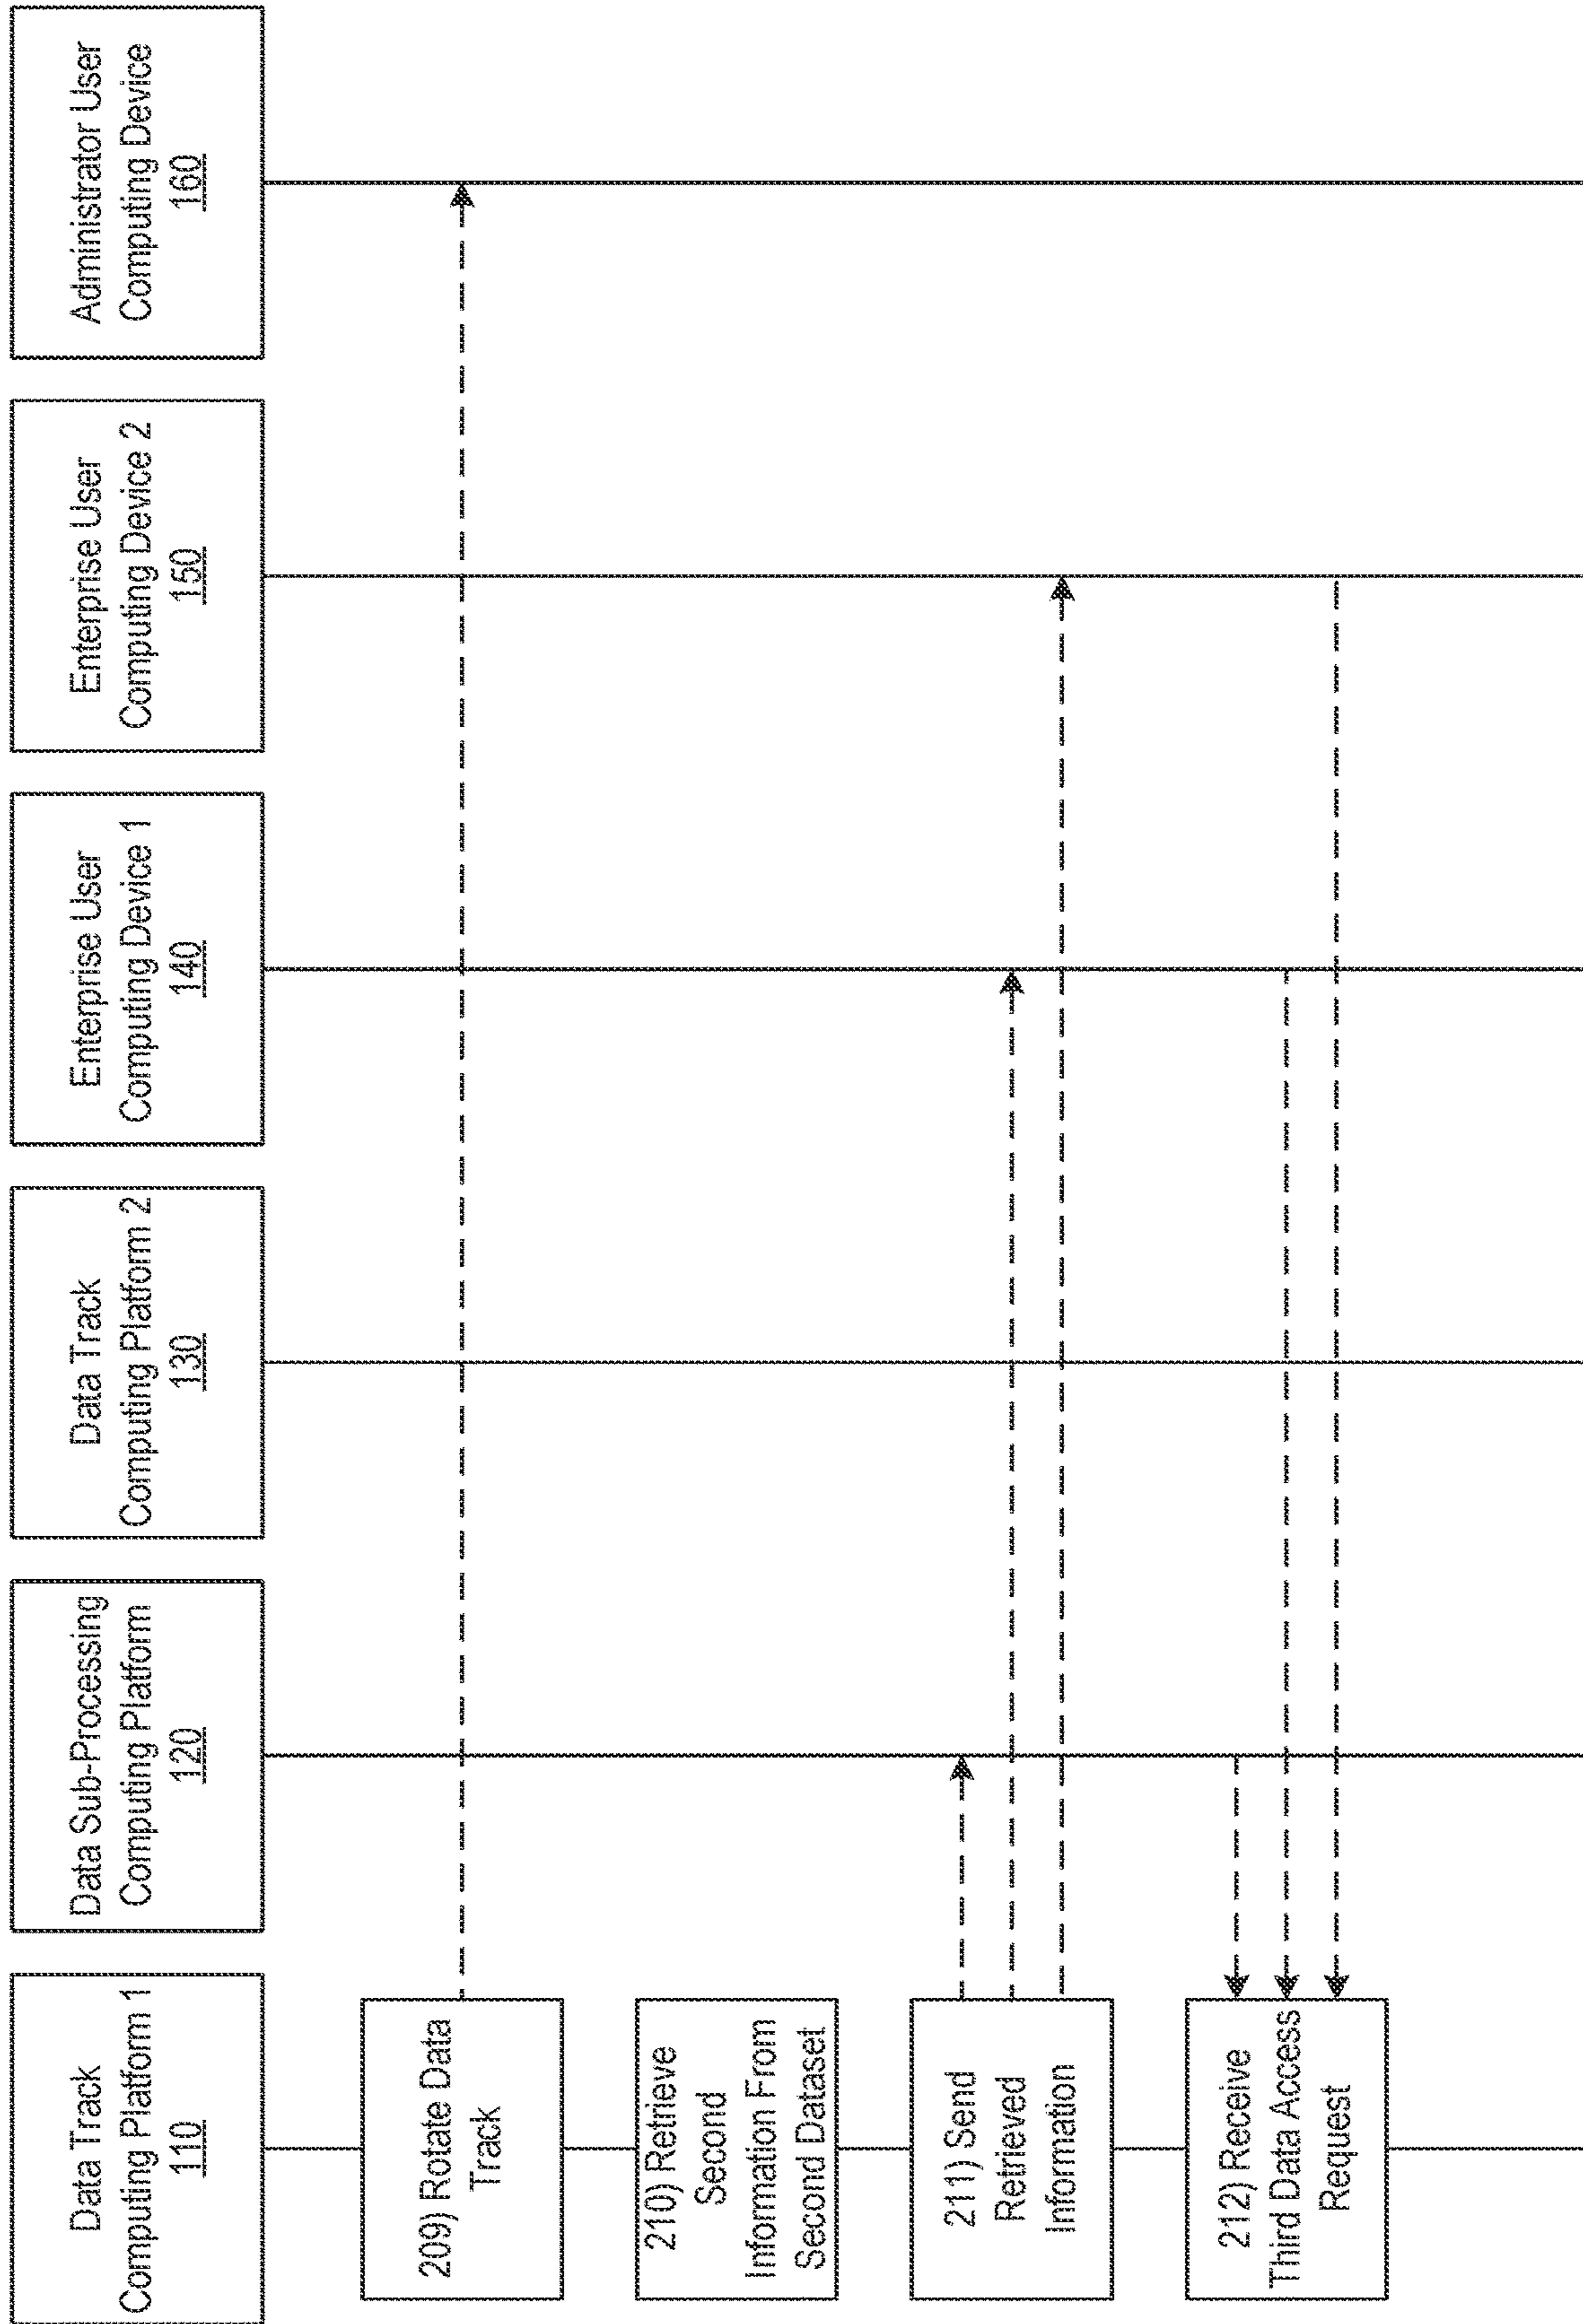 Data Track
Computing Platform 1
110
Data Sub-Processing
Computing Platform
120
Data Track
Computing Platform 2
130
Enterprise User
Computing Device 1
140
Enterprise User
Computing Device 2
150
Administrator User
Computing Device
160
209) Rotate Data
Track
210) Retrieve
Second
Information From
Second Dataset
211) Send
Retrieved
Information
212) Receive
Third Data Access
Request